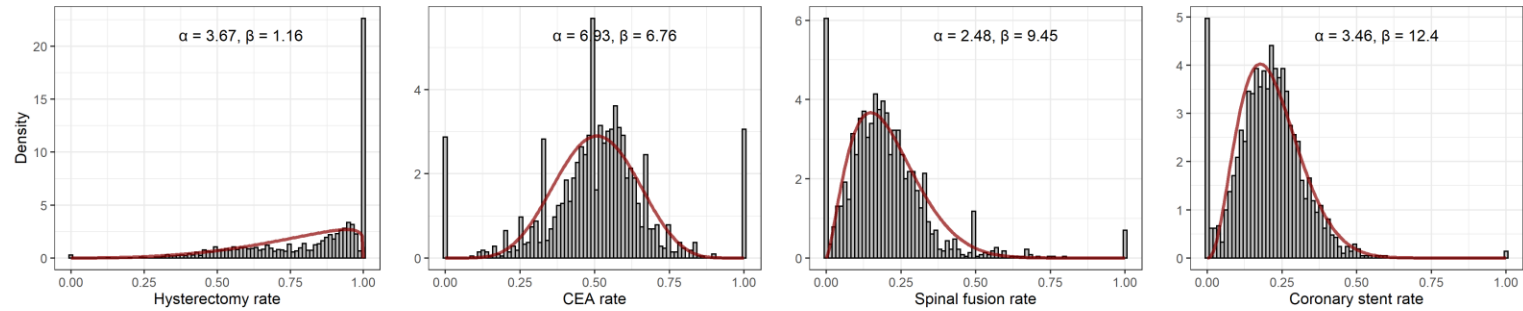 Density
α = 3.67, β = 1.16
20
15
10
5
0
0.00 0.25 0.50 0.75 1.00
Hysterectomy rate
α = 6.93, β = 6.76
4
2
0
0.00 0.25 0.50 0.75 1.00
CEA rate
α = 2.48, β = 9.45
6
4
2
0
0.00 0.25 0.50 0.75 1.00
Spinal fusion rate
α = 3.46, β = 12.4
5
4
3
2
1
0
0.00 0.25 0.50 0.75 1.00
Coronary stent rate